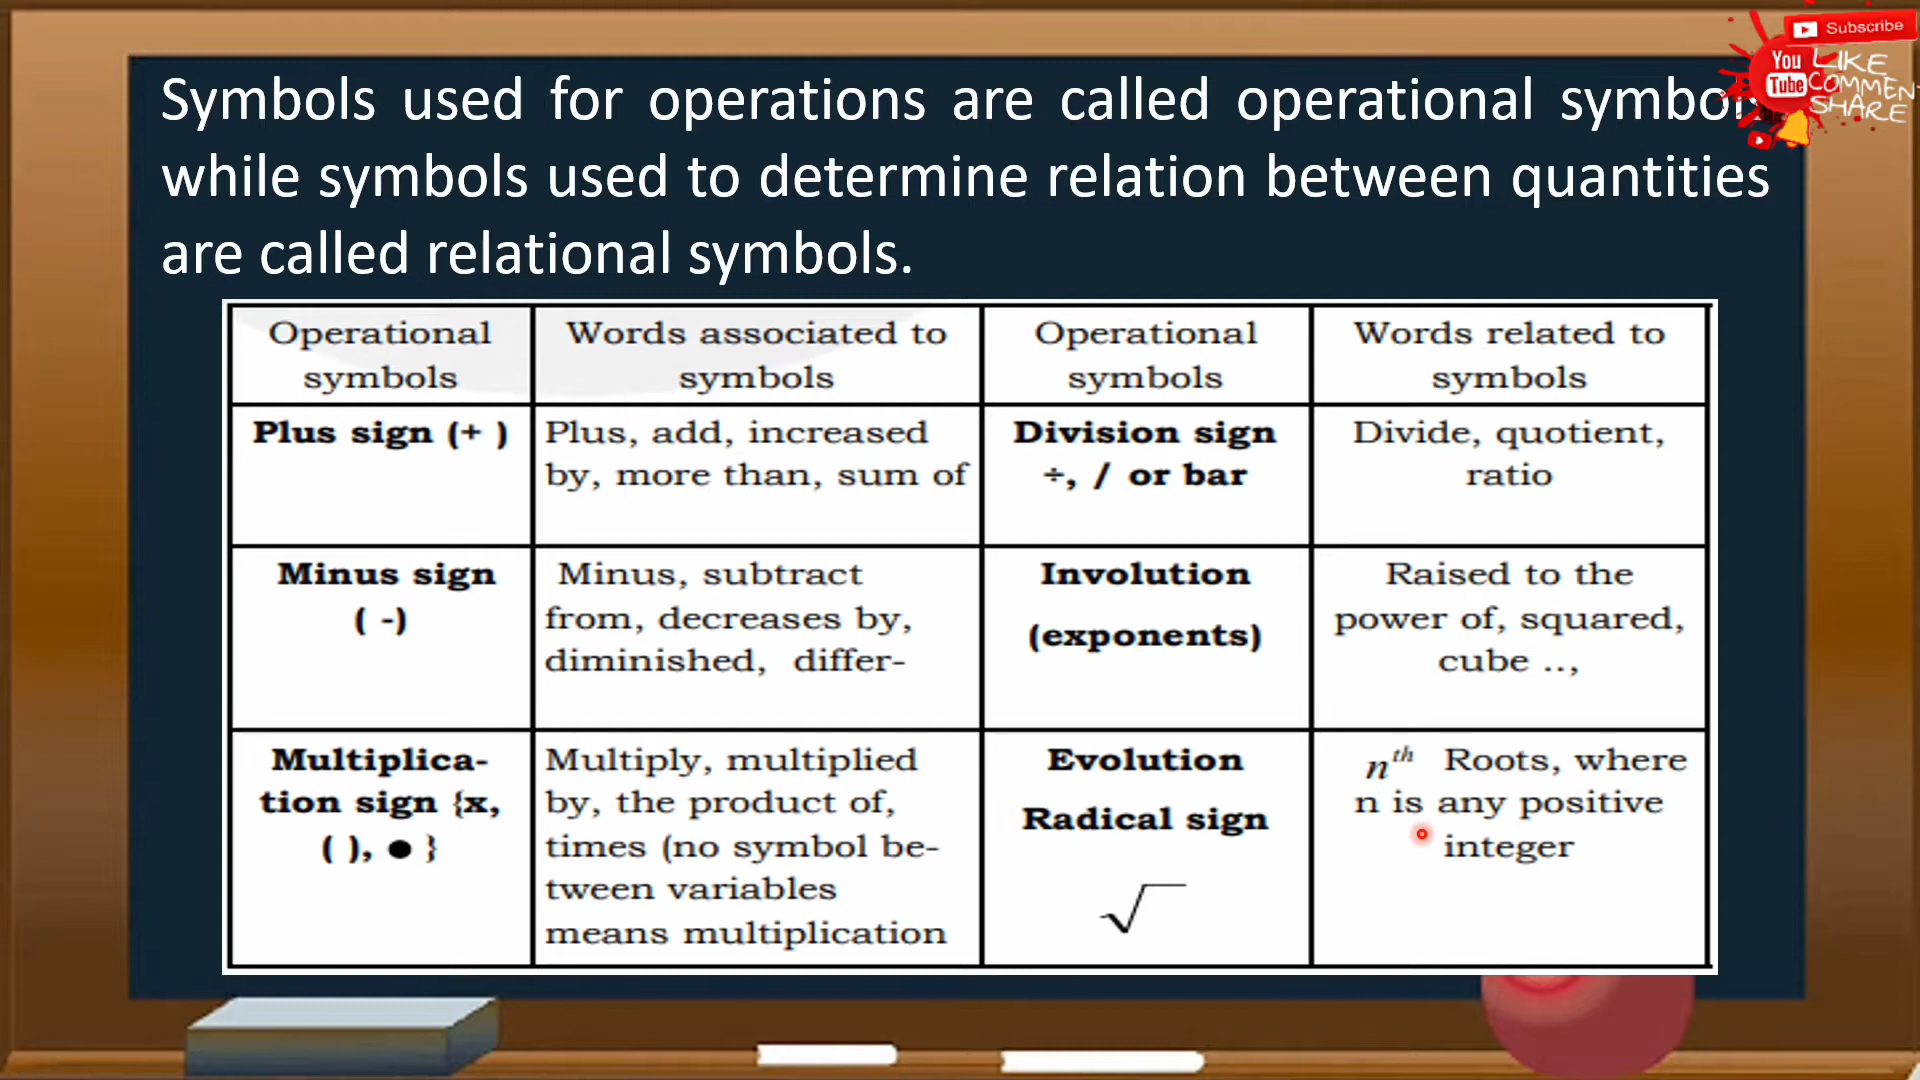 Symbols used for operations are called operational symbols
while symbols used to determine relation between quantities
are called relational symbols.
Subscribe
You
Tube
LIKE
COMMENT
SHARE
Operational
symbols
Words associated to
symbols
Operational
symbols
Words related to
symbols
Plus sign (+ )
Plus, add, increased
by, more than, sum of
Division sign
÷, / or bar
Divide, quotient,
ratio
Minus sign
( -)
Minus, subtract
from, decreases by,
diminished, differ-
Involution
(exponents)
Raised to the
power of, squared,
cube ..,
Multiplica-
tion sign {x,
( ), ● }
Multiply, multiplied
by, the product of,
times (no symbol be-
tween variables
means multiplication
Evolution
Radical sign
√
nᵗʰ Roots, where
n is any positive
integer